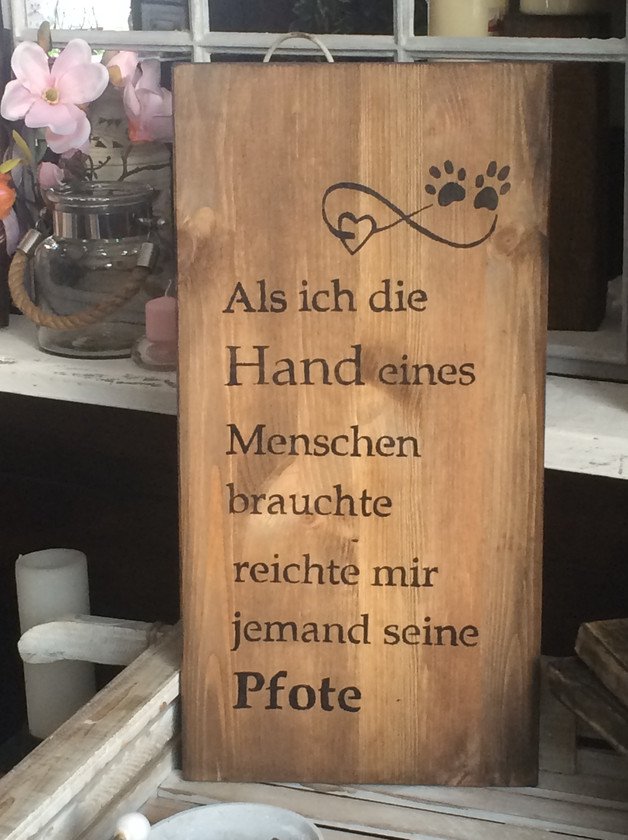 Als ich die
Hand eines
Menschen
brauchte
reichte mir
jemand seine
Pfote